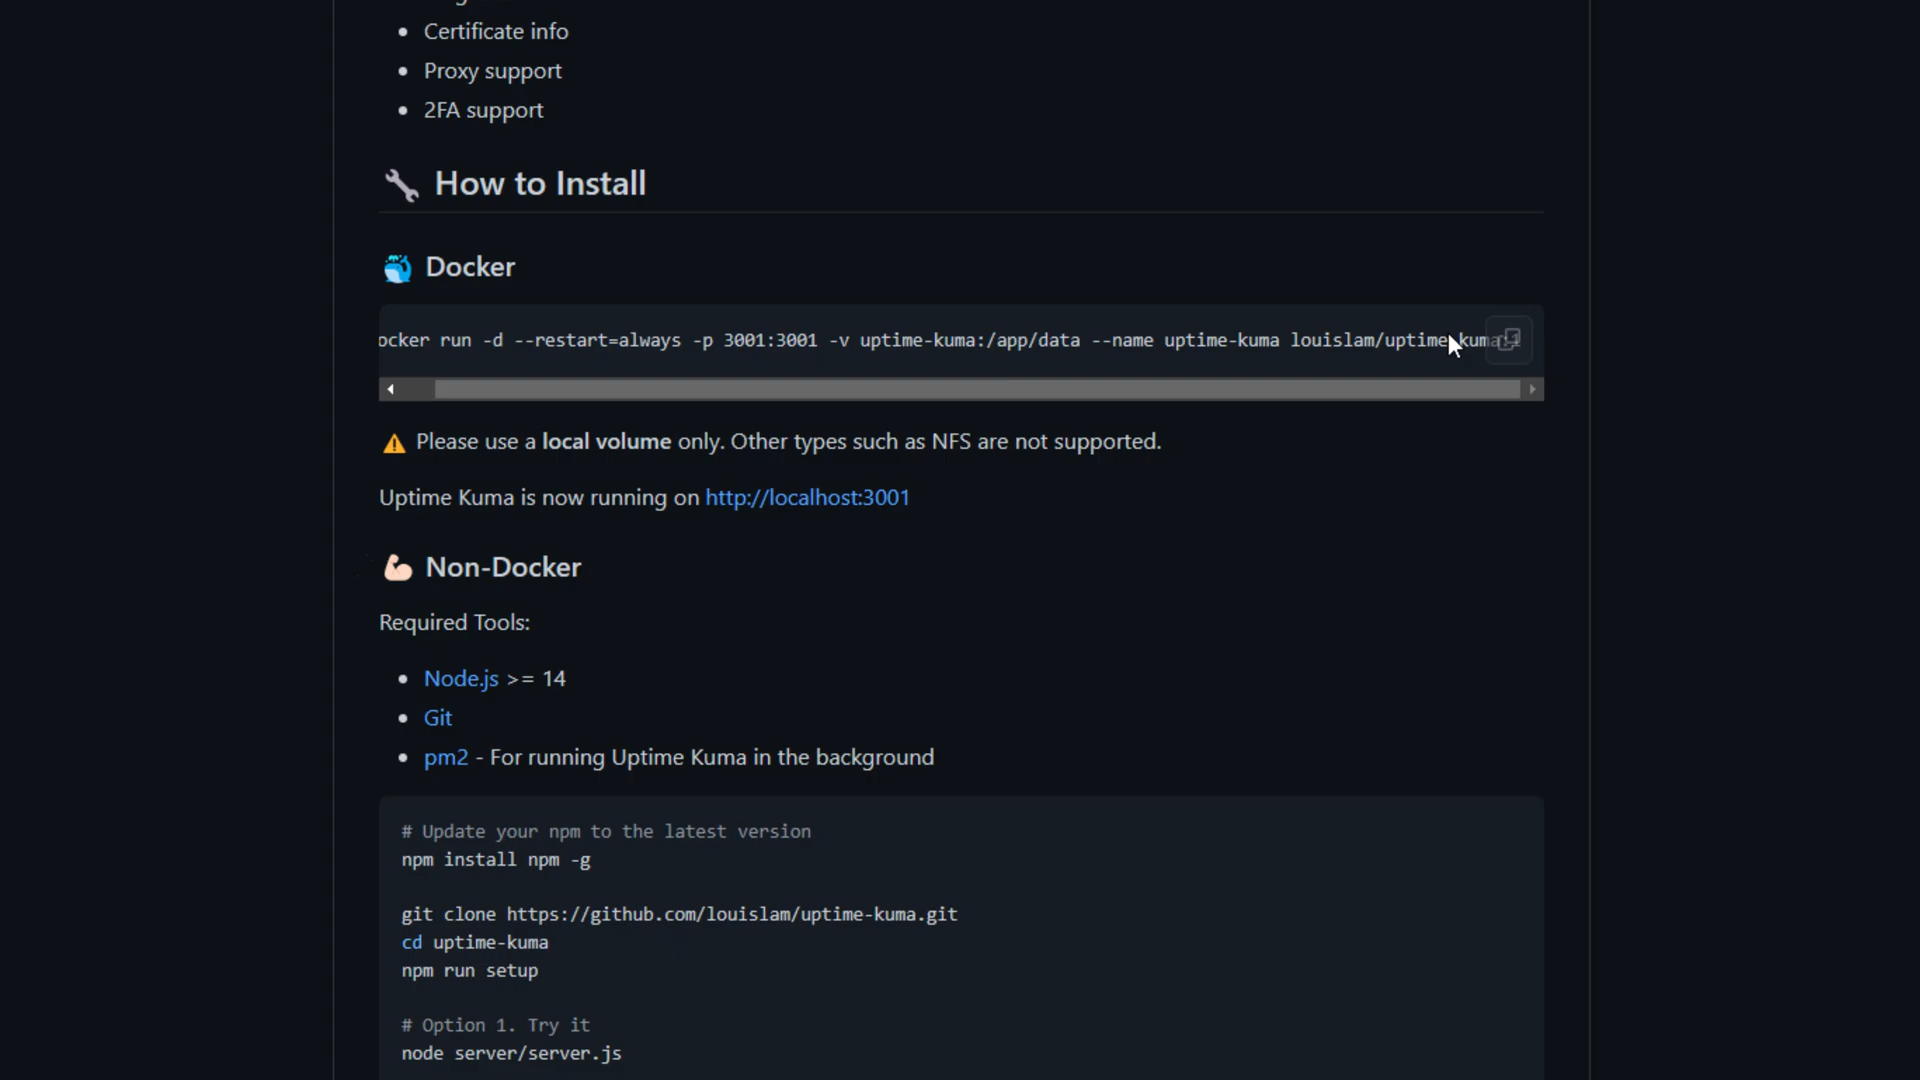 Certificate info
Proxy support
2FA support
How to Install
Docker
ocker run -d --restart=always -p 3001:3001 -v uptime-kuma:/app/data --name uptime-kuma louislam/uptime-kuma:1
Please use a local volume only. Other types such as NFS are not supported.
Uptime Kuma is now running on http://localhost:3001
Non-Docker
Required Tools:
Node.js >= 14
Git
pm2 - For running Uptime Kuma in the background
# Update your npm to the latest version
npm install npm -g
git clone https://github.com/louislam/uptime-kuma.git
cd uptime-kuma
npm run setup
# Option 1. Try it
node server/server.js